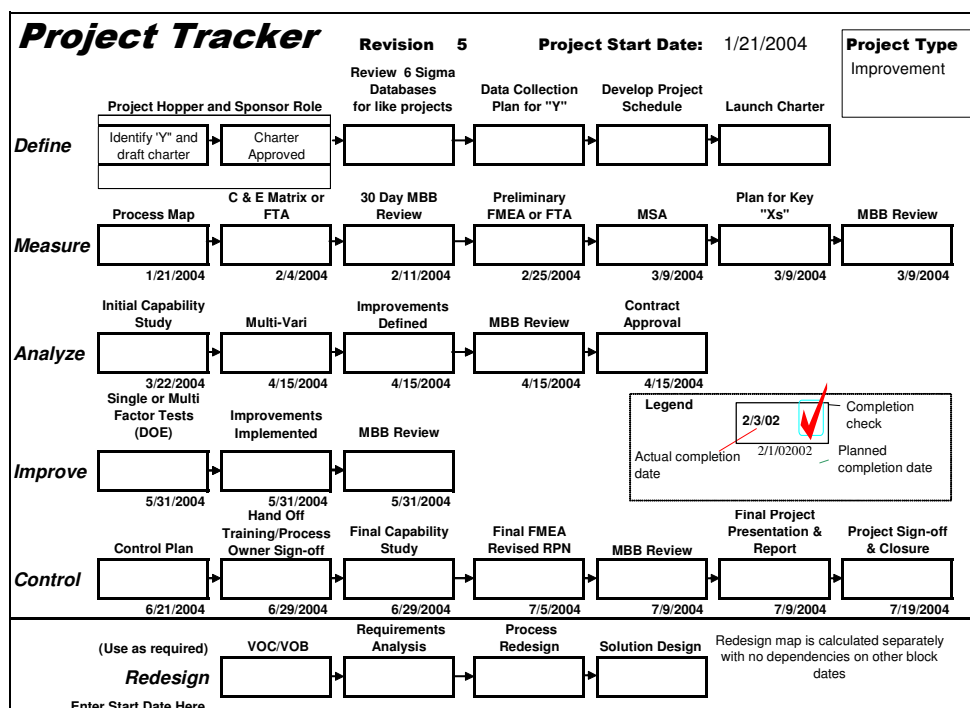 Project Tracker
Revision 5
Project Start Date: 1/21/2004
Project Type
Improvement
Project Hopper and Sponsor Role
Review 6 Sigma
Databases
for like projects
Data Collection
Plan for "Y"
Develop Project
Schedule
Launch Charter
Define
Identify 'Y" and
draft charter
Charter
Approved
Process Map
C & E Matrix or
FTA
30 Day MBB
Review
Preliminary
FMEA or FTA
MSA
Plan for Key
"Xs"
MBB Review
Measure
1/21/2004 2/4/2004 2/11/2004 2/25/2004 3/9/2004 3/9/2004 3/9/2004
Initial Capability
Study
Multi-Vari
Improvements
Defined
MBB Review
Contract
Approval
Analyze
3/22/2004 4/15/2004 4/15/2004 4/15/2004 4/15/2004
Single or Multi
Factor Tests
(DOE)
Improvements
Implemented
MBB Review
Improve
5/31/2004 5/31/2004 5/31/2004
Legend
2/3/02
Completion
check
2/1/02002
Actual completion
date
Planned
completion date
Control Plan
Hand Off
Training/Process
Owner Sign-off
Final Capability
Study
Final FMEA
Revised RPN
MBB Review
Final Project
Presentation &
Report
Project Sign-off
& Closure
Control
6/21/2004 6/29/2004 6/29/2004 7/5/2004 7/9/2004 7/9/2004 7/19/2004
(Use as required)
Redesign
Enter Start Date Here
VOC/VOB
Requirements
Analysis
Process
Redesign
Solution Design
Redesign map is calculated separately
with no dependencies on other block
dates